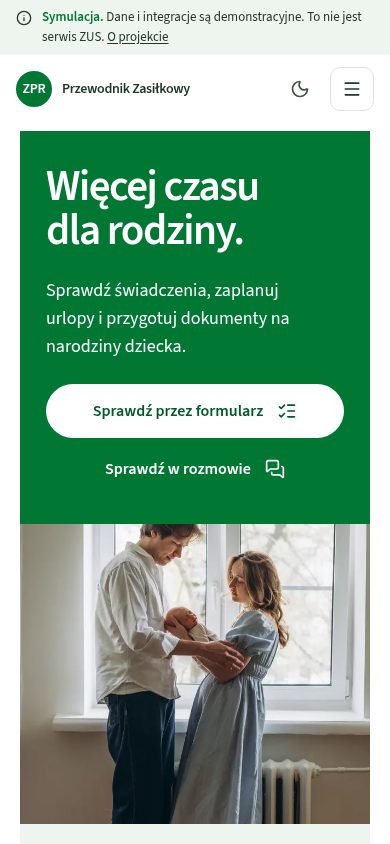 Symulacja. Dane i integracje są demonstracyjne. To nie jest
serwis ZUS. O projekcie
ZPR Przewodnik Zasiłkowy
Więcej czasu
dla rodziny.
Sprawdź świadczenia, zaplanuj
urlopy i przygotuj dokumenty na
narodziny dziecka.
Sprawdź przez formularz
Sprawdź w rozmowie